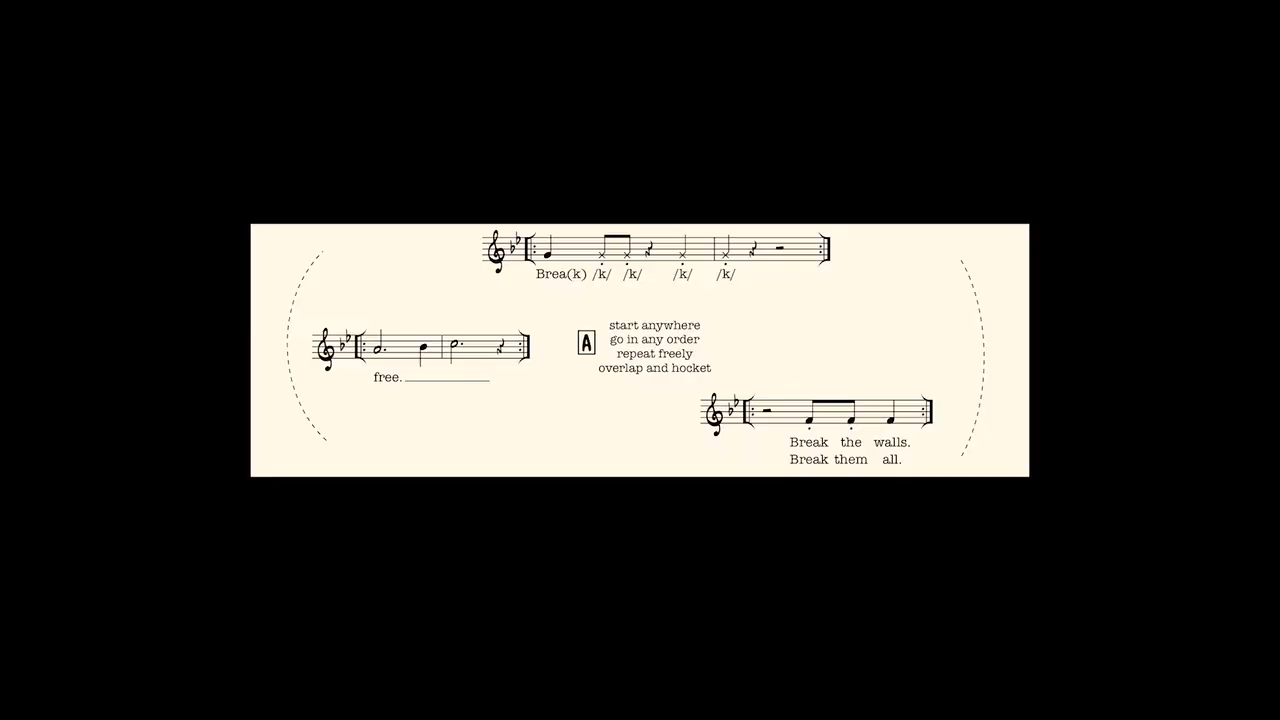 Brea(k) /k/ /k/ /k/ /k/
A
start anywhere
go in any order
repeat freely
overlap and hocket
free.
Break the walls.
Break them all.